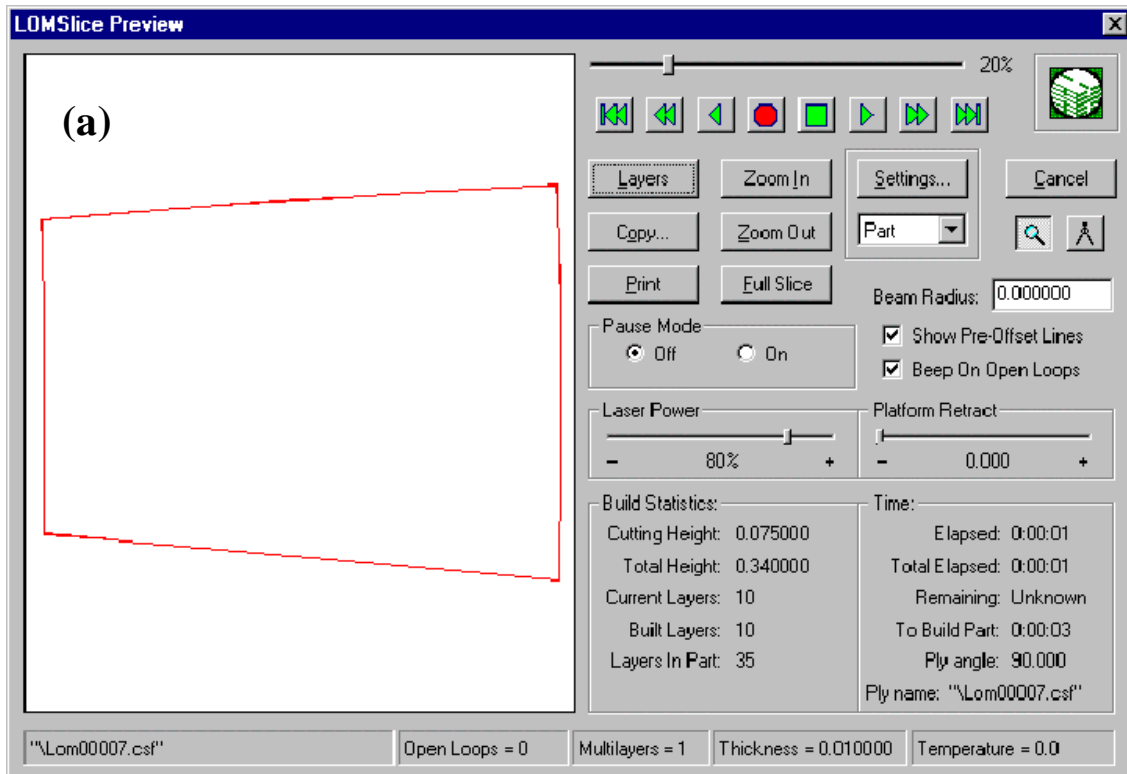 LOMSlice Preview
(a)
20%
Layers
Zoom In
Settings...
Cancel
Copy...
Zoom Out
Part
Print
Full Slice
Beam Radius: 0.000000
Pause Mode
Off
On
Show Pre-Offset Lines
Beep On Open Loops
Laser Power
- 80% +
Platform Retract
- 0.000 +
Build Statistics:
Cutting Height: 0.075000
Total Height: 0.340000
Current Layers: 10
Built Layers: 10
Layers In Part: 35
Time:
Elapsed: 0:00:01
Total Elapsed: 0:00:01
Remaining: Unknown
To Build Part: 0:00:03
Ply angle: 90.000
Ply name: "\Lom00007.csf"
"\Lom00007.csf"
Open Loops = 0
Multilayers = 1
Thickness = 0.010000
Temperature = 0.0